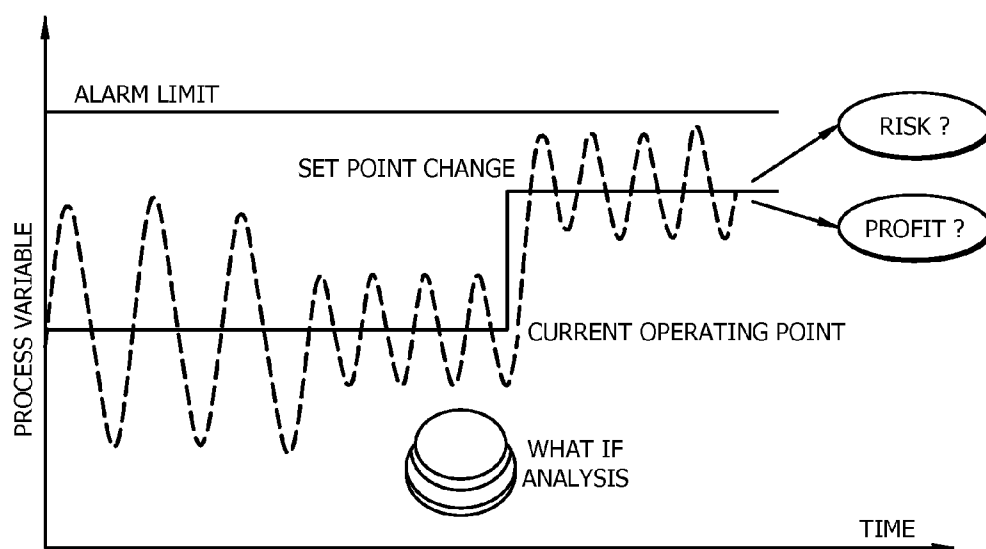 ALARM LIMIT
RISK ?
SET POINT CHANGE
PROFIT ?
PROCESS VARIABLE
CURRENT OPERATING POINT
WHAT IF
ANALYSIS
TIME